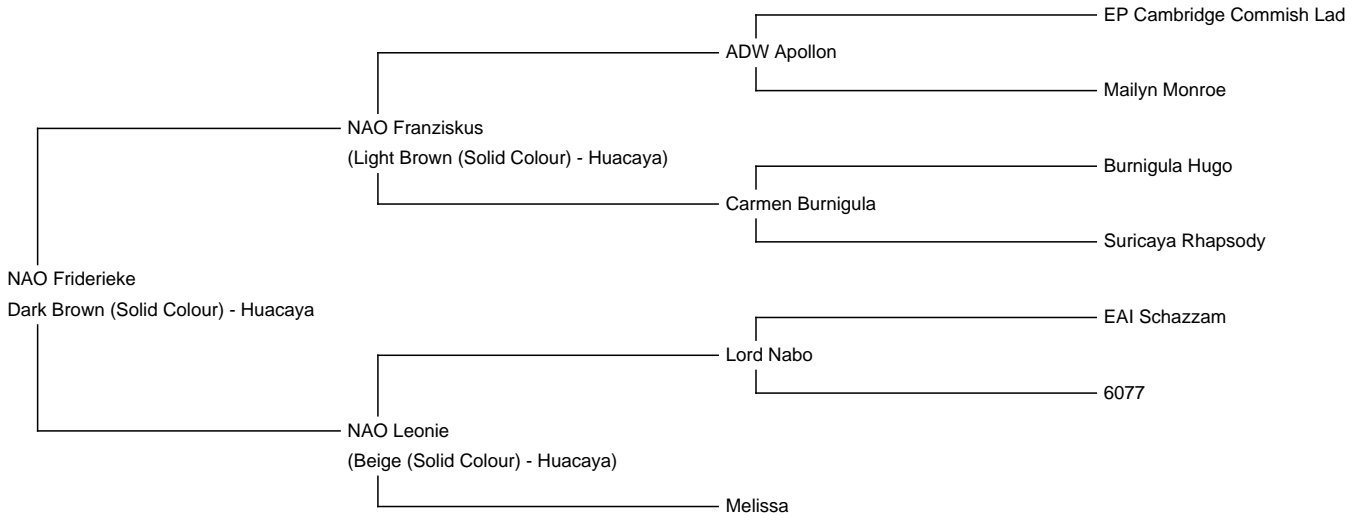 EP Cambridge Commish Lad
ADW Apollon
Mailyn Monroe
NAO Franziskus
(Light Brown (Solid Colour) - Huacaya)
Burnigula Hugo
Carmen Burnigula
Suricaya Rhapsody
NAO Friderieke
Dark Brown (Solid Colour) - Huacaya
EAI Schazzam
Lord Nabo
6077
NAO Leonie
(Beige (Solid Colour) - Huacaya)
Melissa